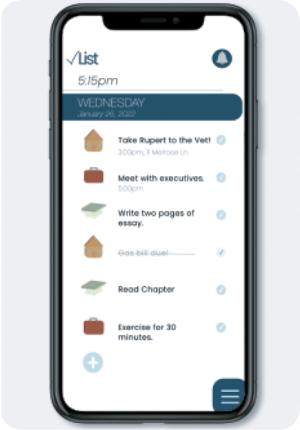 √List
5:15pm
WEDNESDAY
January 26, 2022
Take Rupert to the Vet!
3:00pm, 11 Melrose Ln
Meet with executives.
5:00pm
Write two pages of
essay.
Gas bill due!
Read Chapter
Exercise for 30
minutes.